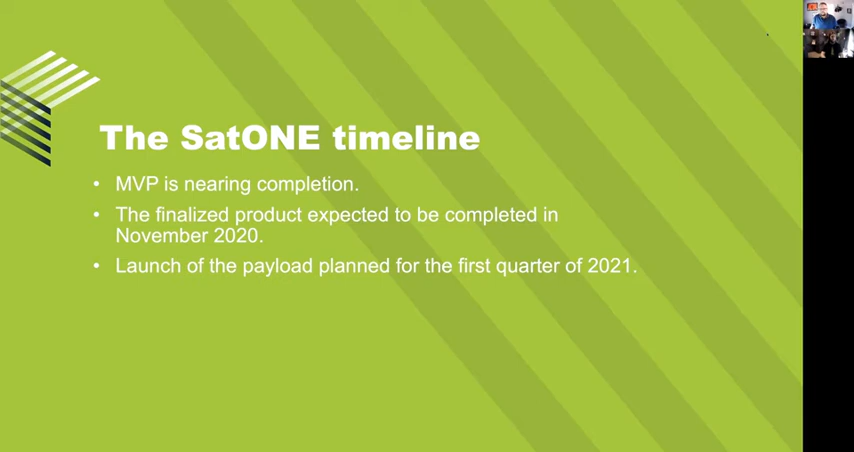 The SatONE timeline
• MVP is nearing completion.
• The finalized product expected to be completed in
November 2020.
• Launch of the payload planned for the first quarter of 2021.